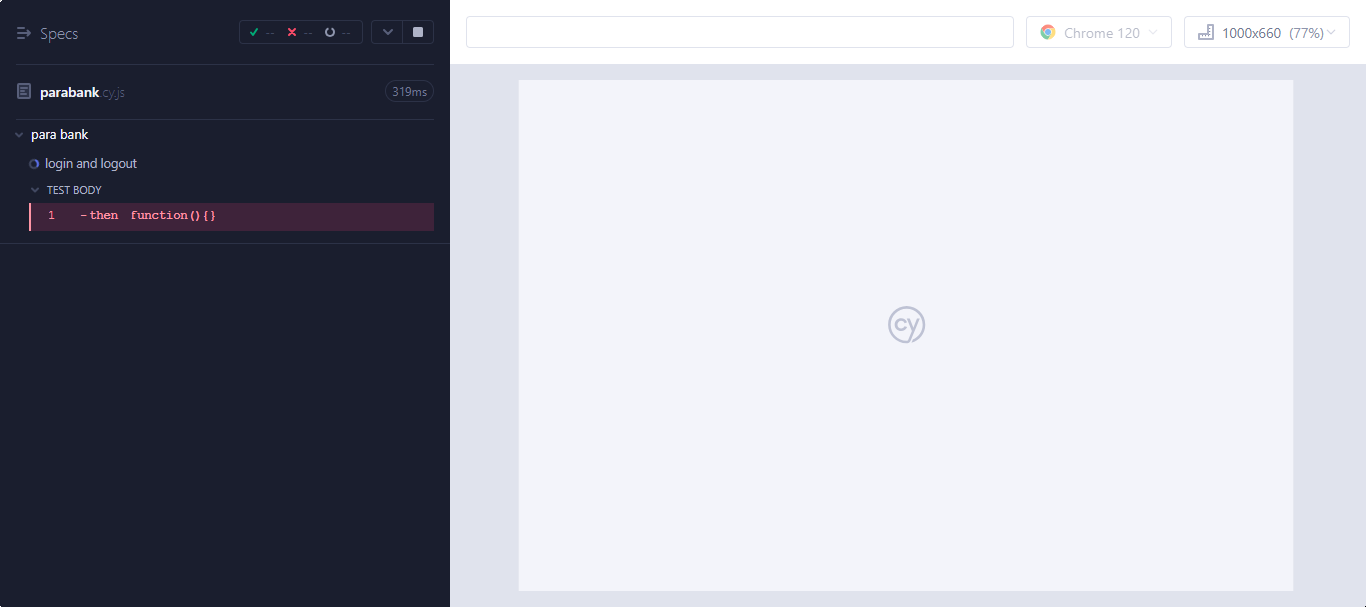 Specs
-- -- --
parabank.cy.js
319ms
para bank
login and logout
TEST BODY
1 -then function(){}
Chrome 120
1000x660 (77%)
cy